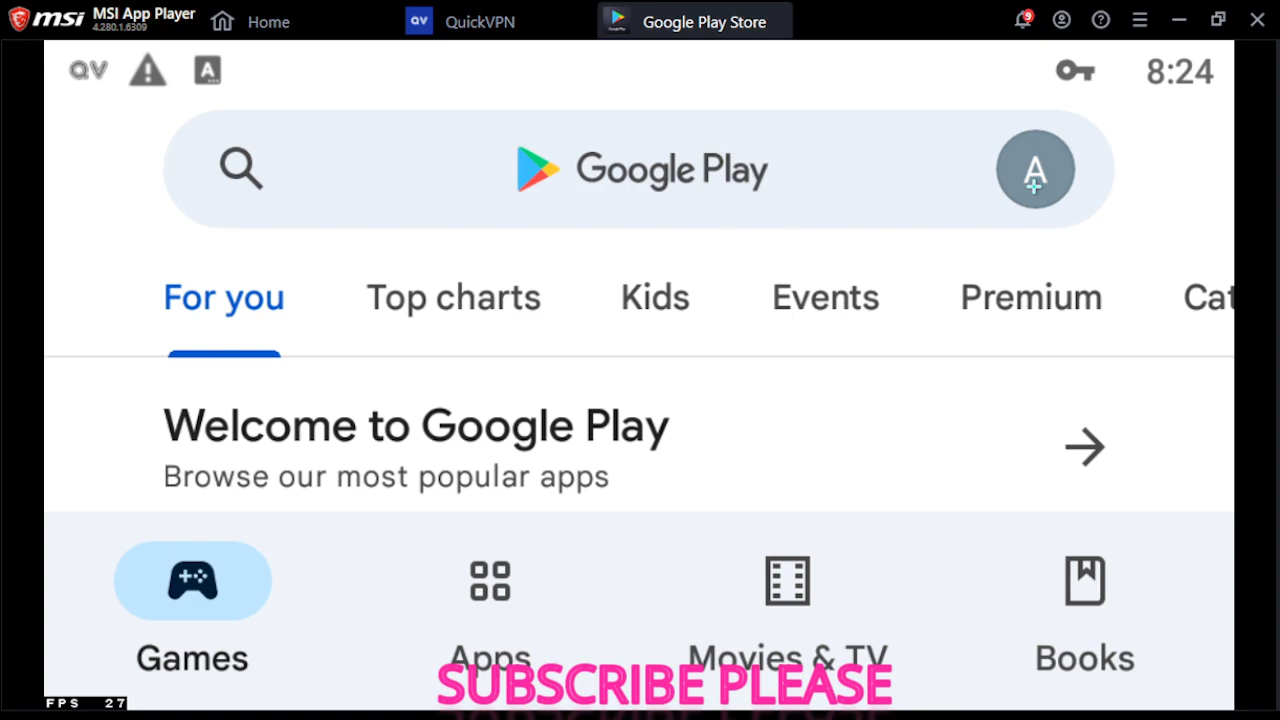 msi MSI App Player
4.280.1.6309
Home
QV QuickVPN
Google Play Store
9
QV A 8:24
Google Play
A
For you Top charts Kids Events Premium Cat
Welcome to Google Play
Browse our most popular apps
Games Apps Movies & TV Books
SUBSCRIBE PLEASE
FPS 27